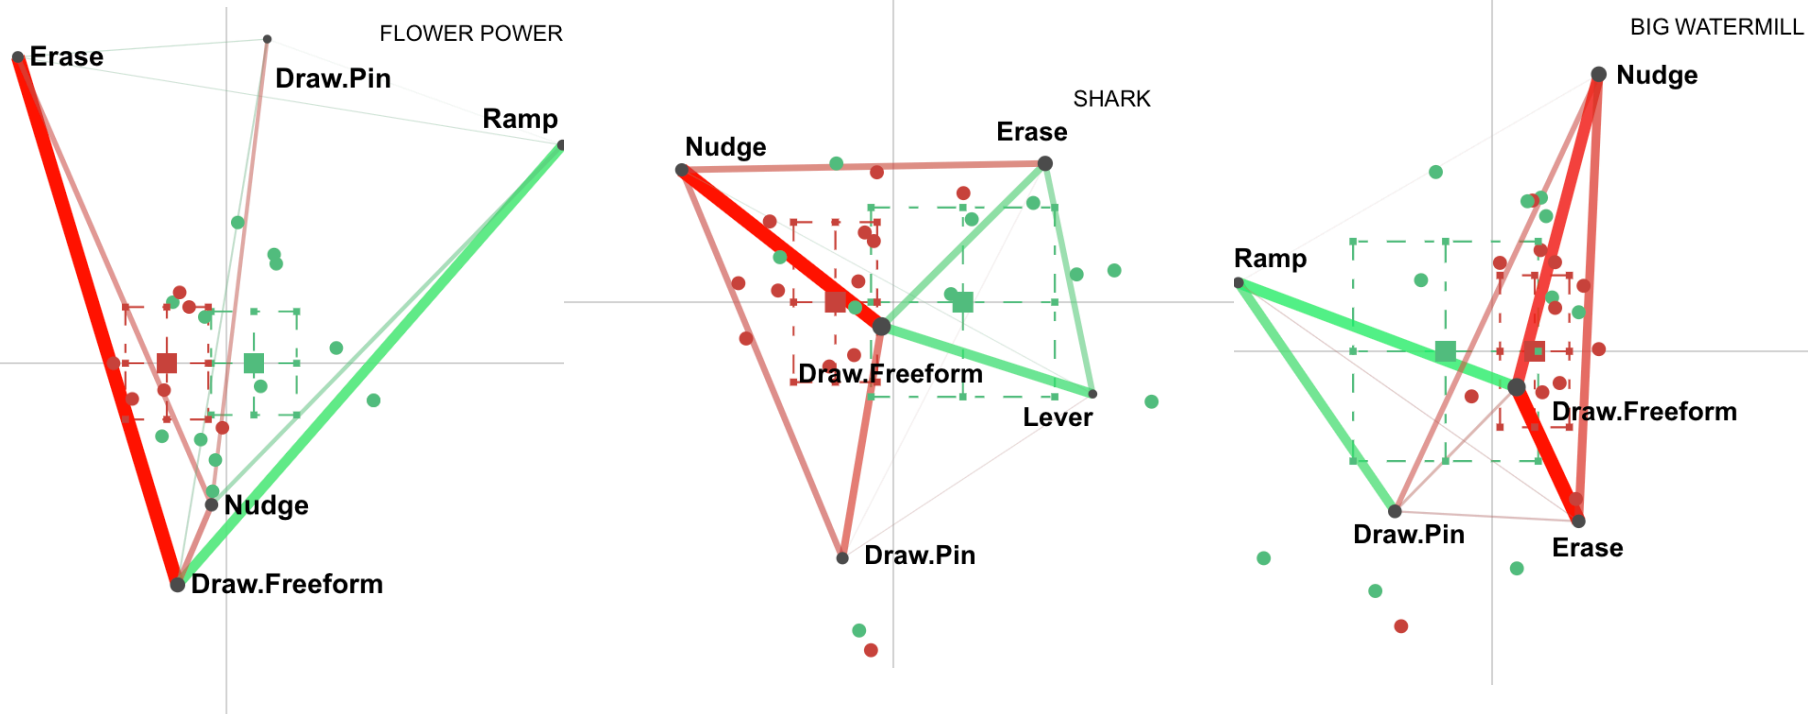 FLOWER POWER
Erase
Draw.Pin
Ramp
Nudge
Draw.Freeform
SHARK
Erase
Nudge
Draw.Freeform
Lever
Draw.Pin
BIG WATERMILL
Nudge
Ramp
Draw.Freeform
Draw.Pin
Erase